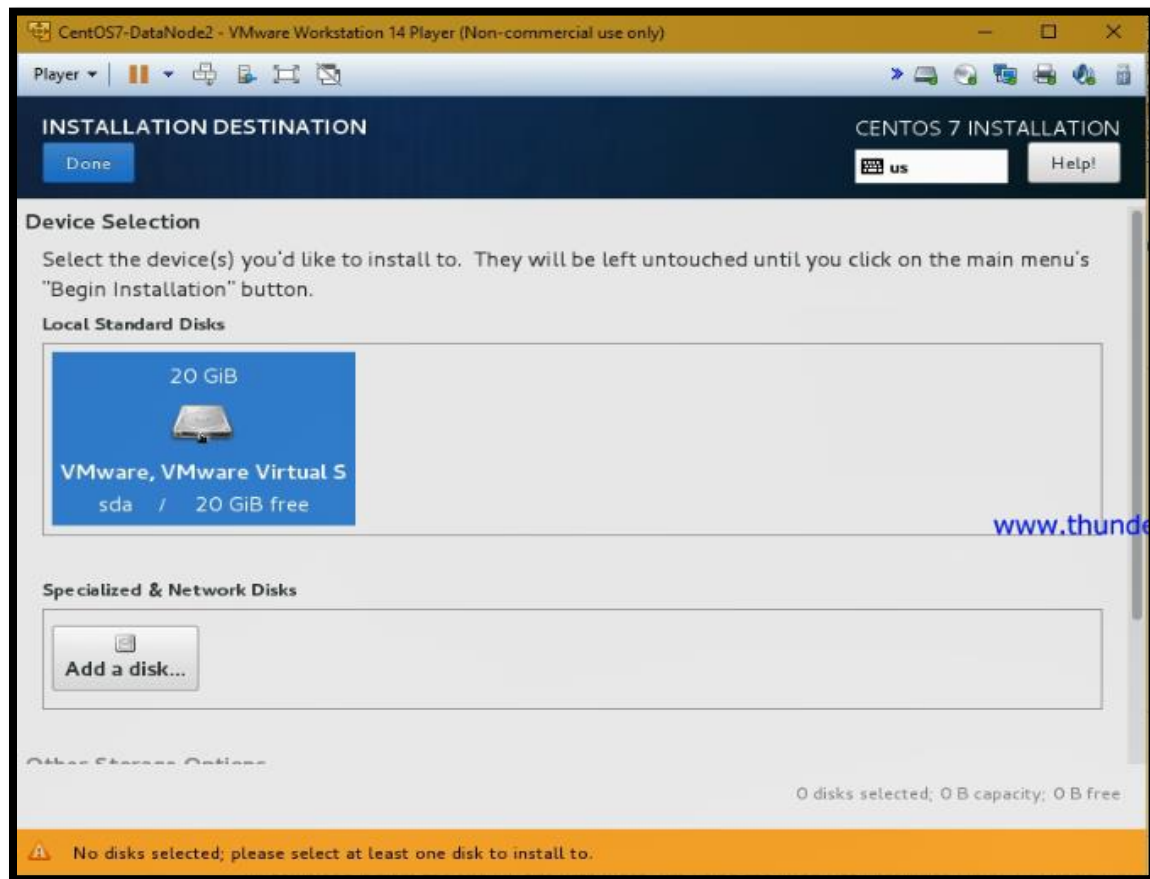 CentOS7-DataNode2 - VMware Workstation 14 Player (Non-commercial use only)
Player
INSTALLATION DESTINATION
CENTOS 7 INSTALLATION
Done
us
Help!
Device Selection
Select the device(s) you'd like to install to. They will be left untouched until you click on the main menu's
"Begin Installation" button.
Local Standard Disks
20 GiB
VMware, VMware Virtual S
sda / 20 GiB free
www.thunde
Specialized & Network Disks
Add a disk...
Other Storage Options
0 disks selected; 0 B capacity; 0 B free
No disks selected; please select at least one disk to install to.